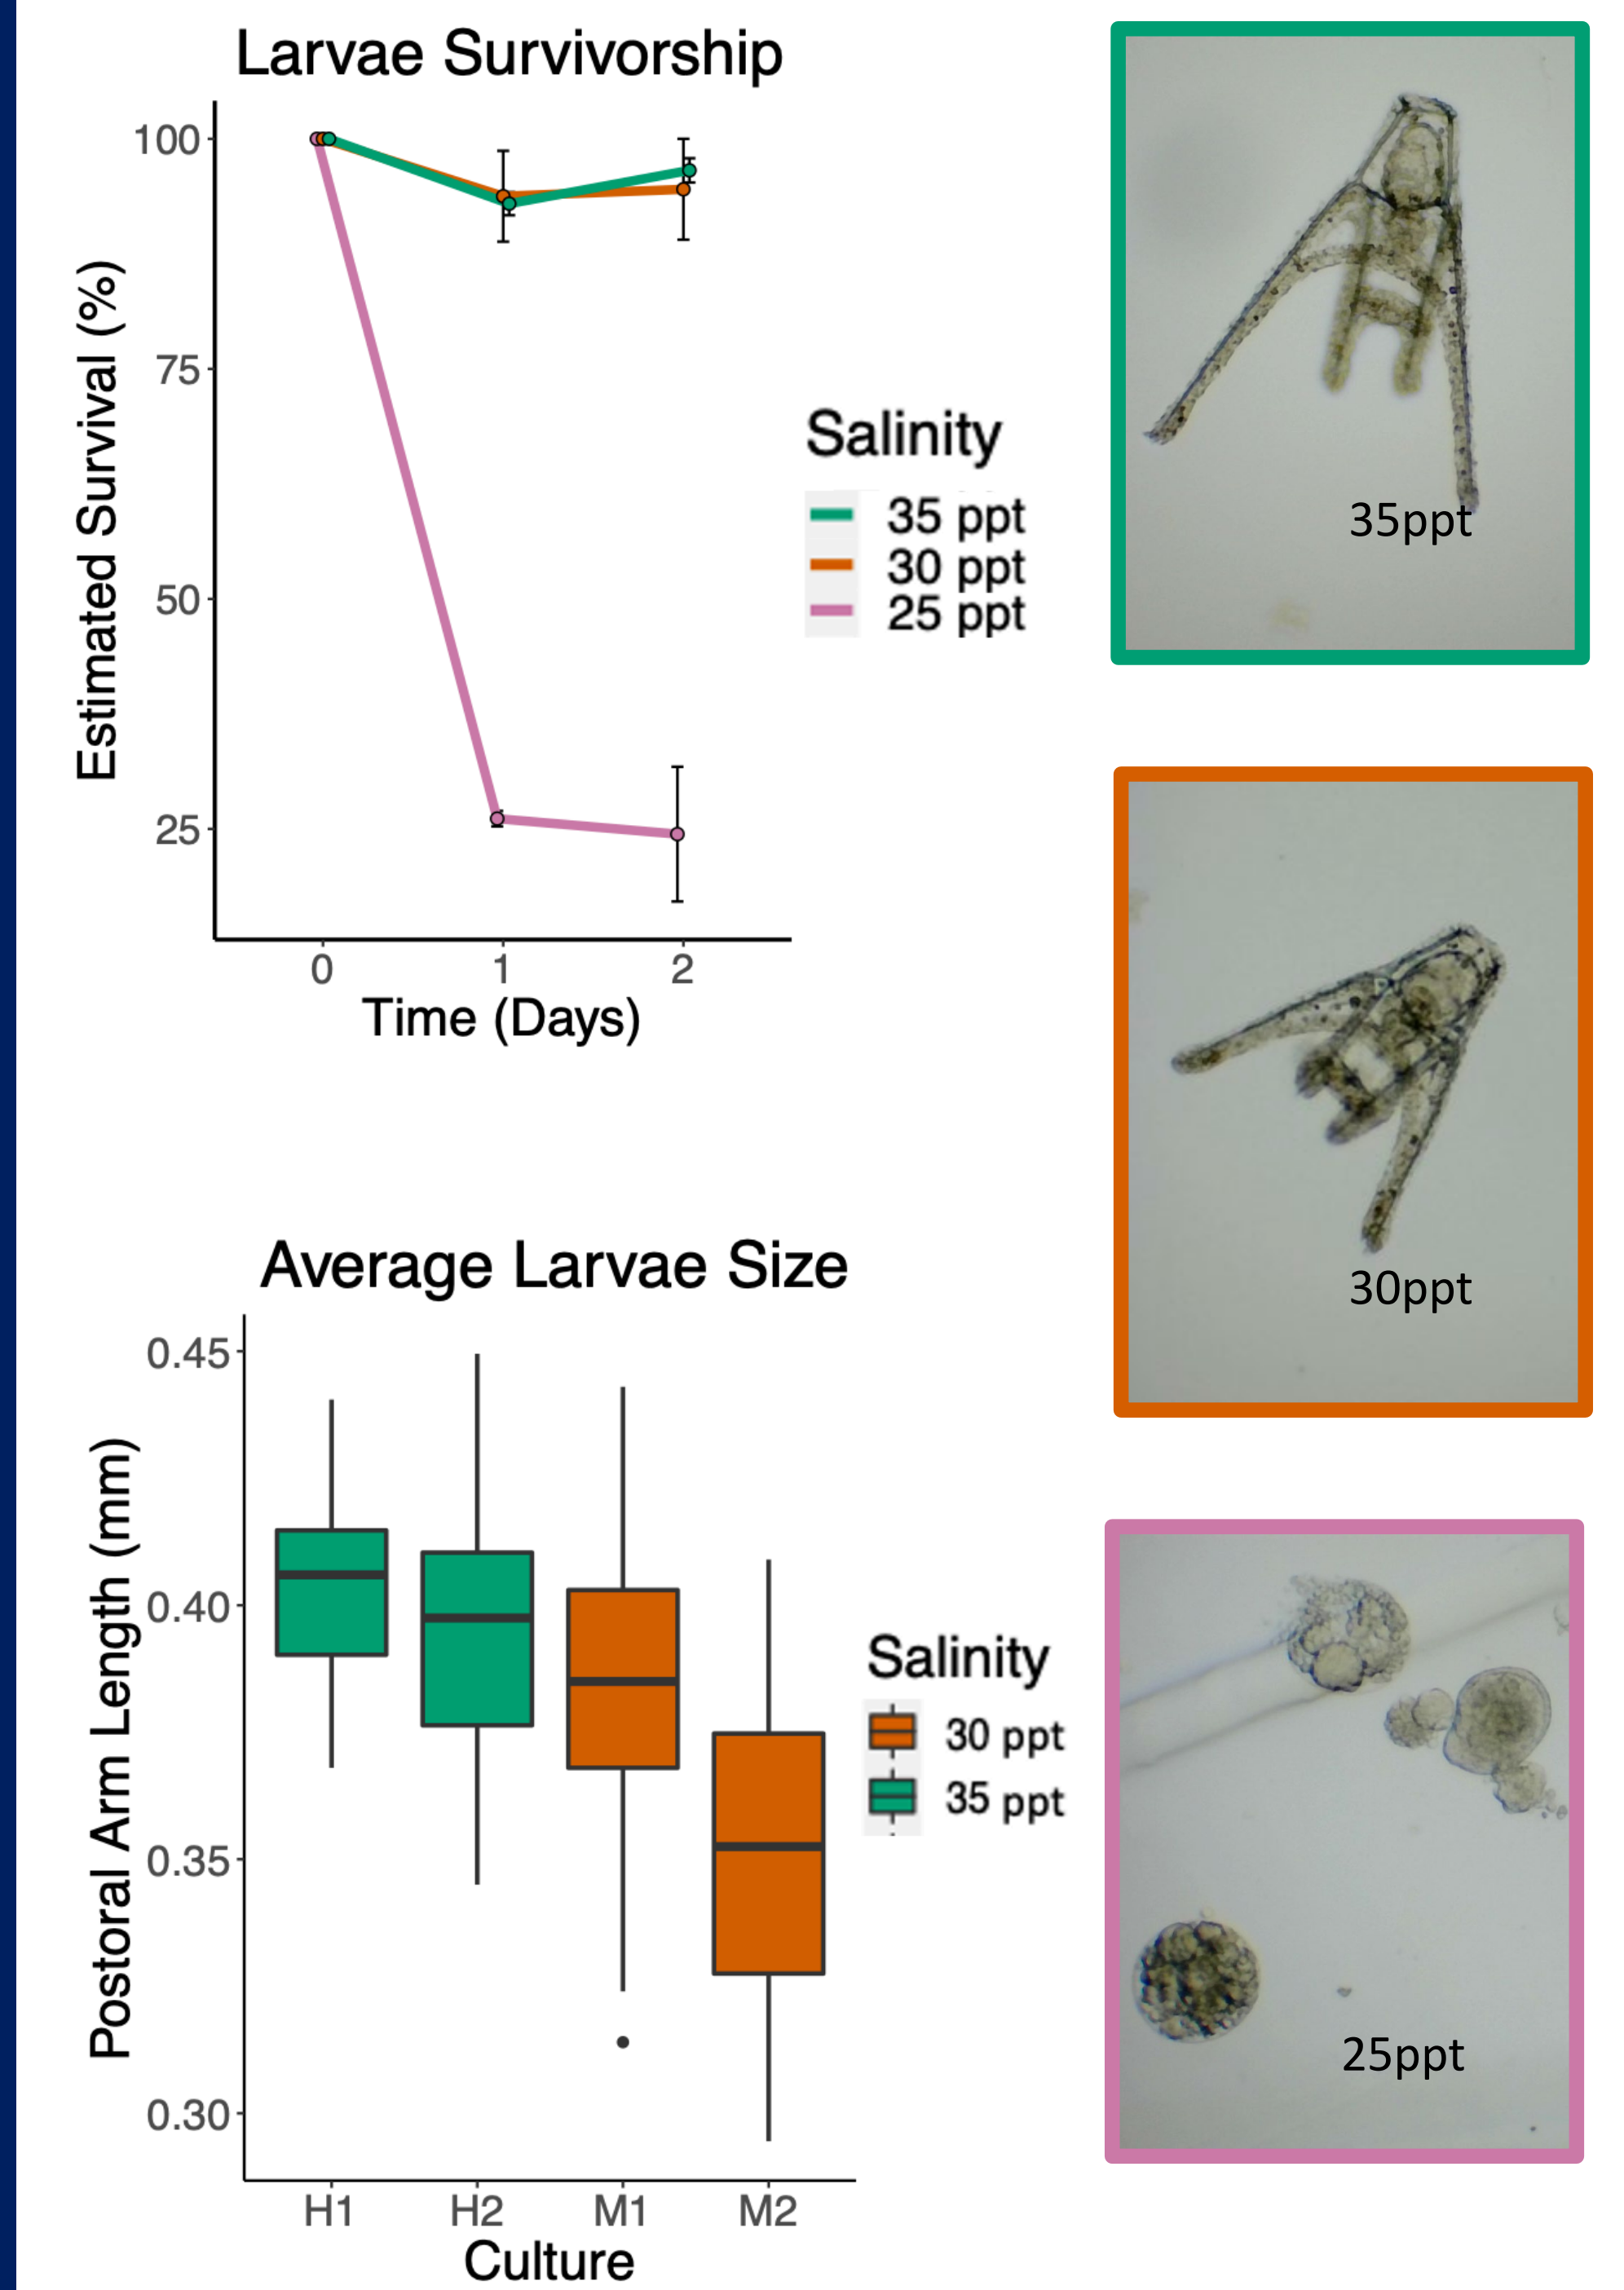 Larvae Survivorship
Estimated Survival (%)
100
75
50
25
0 1 2
Time (Days)
Salinity
35 ppt
30 ppt
25 ppt
35ppt
30ppt
Average Larvae Size
Postoral Arm Length (mm)
0.45
0.40
0.35
0.30
H1 H2 M1 M2
Culture
Salinity
30 ppt
35 ppt
25ppt